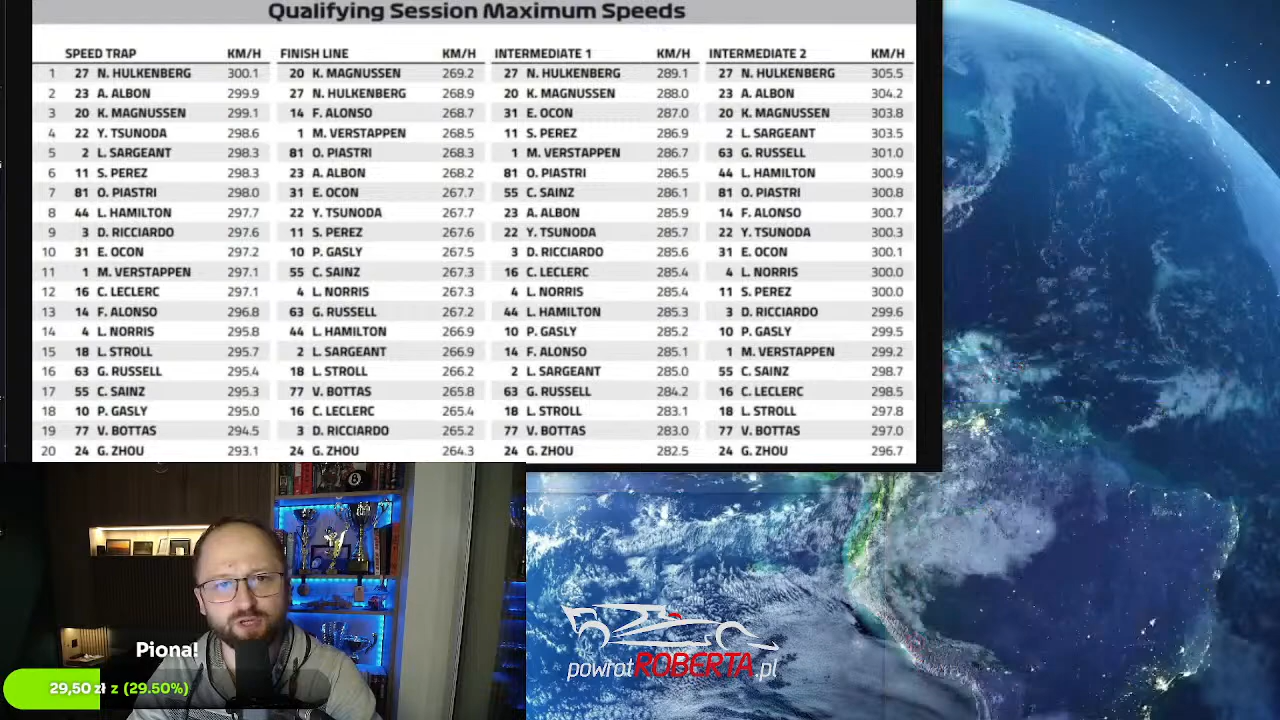 Qualifying Session Maximum Speeds
SPEED TRAP KM/H FINISH LINE KM/H INTERMEDIATE 1 KM/H INTERMEDIATE 2 KM/H
1 27 N. HULKENBERG 300.1 20 K. MAGNUSSEN 269.2 27 N. HULKENBERG 289.1 27 N. HULKENBERG 305.5
2 23 A. ALBON 299.9 27 N. HULKENBERG 268.9 20 K. MAGNUSSEN 288.0 23 A. ALBON 304.2
3 20 K. MAGNUSSEN 299.1 14 F. ALONSO 268.7 31 E. OCON 287.0 20 K. MAGNUSSEN 303.8
4 22 Y. TSUNODA 298.6 1 M. VERSTAPPEN 268.5 11 S. PEREZ 286.9 2 L. SARGEANT 303.5
5 2 L. SARGEANT 298.3 81 O. PIASTRI 268.3 1 M. VERSTAPPEN 286.7 63 G. RUSSELL 301.0
6 11 S. PEREZ 298.3 23 A. ALBON 268.2 81 O. PIASTRI 286.5 44 L. HAMILTON 300.9
7 81 O. PIASTRI 298.0 31 E. OCON 267.7 55 C. SAINZ 286.1 81 O. PIASTRI 300.8
8 44 L. HAMILTON 297.7 22 Y. TSUNODA 267.7 23 A. ALBON 285.9 14 F. ALONSO 300.7
9 3 D. RICCIARDO 297.6 11 S. PEREZ 267.6 22 Y. TSUNODA 285.7 22 Y. TSUNODA 300.3
10 31 E. OCON 297.2 10 P. GASLY 267.5 3 D. RICCIARDO 285.6 31 E. OCON 300.1
11 1 M. VERSTAPPEN 297.1 55 C. SAINZ 267.3 16 C. LECLERC 285.4 4 L. NORRIS 300.0
12 16 C. LECLERC 297.1 4 L. NORRIS 267.3 4 L. NORRIS 285.4 11 S. PEREZ 300.0
13 14 F. ALONSO 296.8 63 G. RUSSELL 267.2 44 L. HAMILTON 285.3 3 D. RICCIARDO 299.6
14 4 L. NORRIS 295.8 44 L. HAMILTON 266.9 10 P. GASLY 285.2 10 P. GASLY 299.5
15 18 L. STROLL 295.7 2 L. SARGEANT 266.9 14 F. ALONSO 285.1 1 M. VERSTAPPEN 299.2
16 63 G. RUSSELL 295.4 18 L. STROLL 266.2 2 L. SARGEANT 285.0 55 C. SAINZ 298.7
17 55 C. SAINZ 295.3 77 V. BOTTAS 265.8 63 G. RUSSELL 284.2 16 C. LECLERC 298.5
18 10 P. GASLY 295.0 16 C. LECLERC 265.4 18 L. STROLL 283.1 18 L. STROLL 297.8
19 77 V. BOTTAS 294.5 3 D. RICCIARDO 265.2 77 V. BOTTAS 283.0 77 V. BOTTAS 297.0
20 24 G. ZHOU 293.1 24 G. ZHOU 264.3 24 G. ZHOU 282.5 24 G. ZHOU 296.7
8
Piona!
29,50 zł z (29.50%)
powrotROBERTA.pl